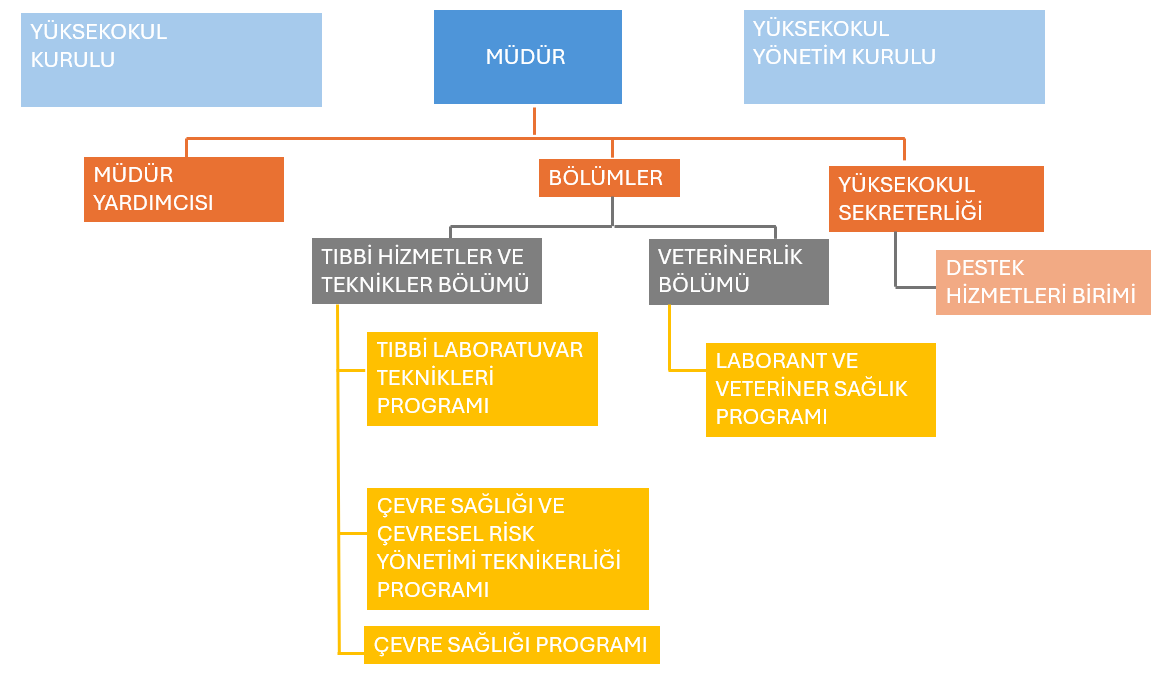 YÜKSEKOKUL
KURULU
MÜDÜR
YÜKSEKOKUL
YÖNETİM KURULU
MÜDÜR
YARDIMCISI
BÖLÜMLER
YÜKSEKOKUL
SEKRETERLİĞİ
TIBBİ HİZMETLER VE
TEKNİKLER BÖLÜMÜ
VETERİNERLİK
BÖLÜMÜ
DESTEK
HİZMETLERİ BİRİMİ
TIBBİ LABORATUVAR
TEKNİKLERİ
PROGRAMI
LABORANT VE
VETERİNER SAĞLIK
PROGRAMI
ÇEVRE SAĞLIĞI VE
ÇEVRESEL RİSK
YÖNETİMİ TEKNİKERLİĞİ
PROGRAMI
ÇEVRE SAĞLIĞI PROGRAMI